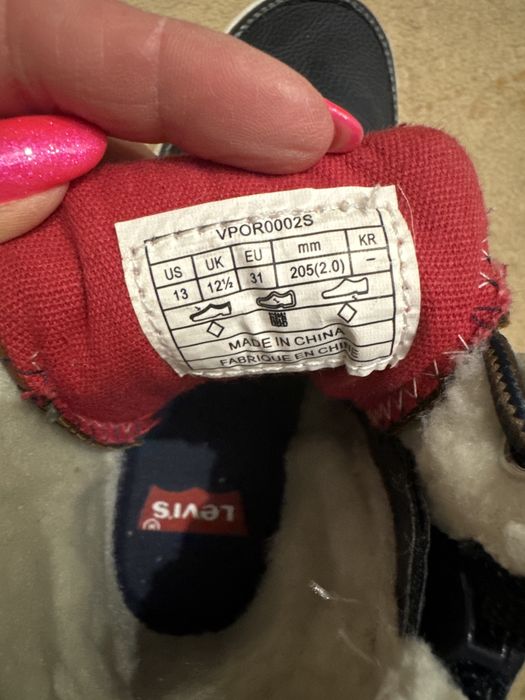 VPOR0002S
US UK EU mm KR
13 12½ 31 205(2.0) –
MADE IN CHINA
FABRIQUE EN CHINE
Levi's
®